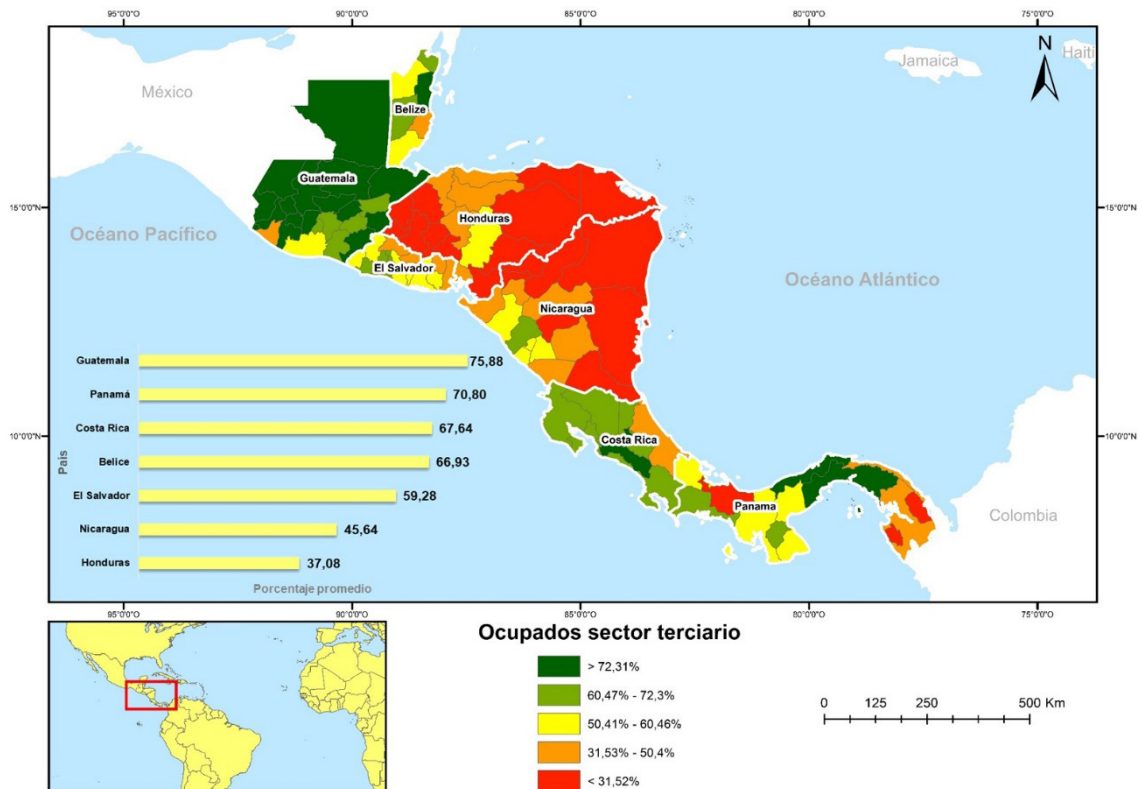 95°0'0"O 90°0'0"O 85°0'0"O 80°0'0"O 75°0'0"O
N
Jamaica
Haití
México
Belize
Guatemala
15°0'0"N
15°0'0"N
Honduras
Océano Pacífico
El Salvador
Océano Atlántico
Nicaragua
Guatemala 75,88
Panamá 70,80
Costa Rica 67,64
Belice 66,93
El Salvador 59,28
Nicaragua 45,64
Honduras 37,08
País
Porcentaje promedio
10°0'0"N
10°0'0"N
Costa Rica
Panama
Colombia
95°0'0"O 90°0'0"O 85°0'0"O 80°0'0"O 75°0'0"O
Ocupados sector terciario
> 72,31%
60,47% - 72,3%
50,41% - 60,46%
31,53% - 50,4%
< 31,52%
0 125 250 500 Km